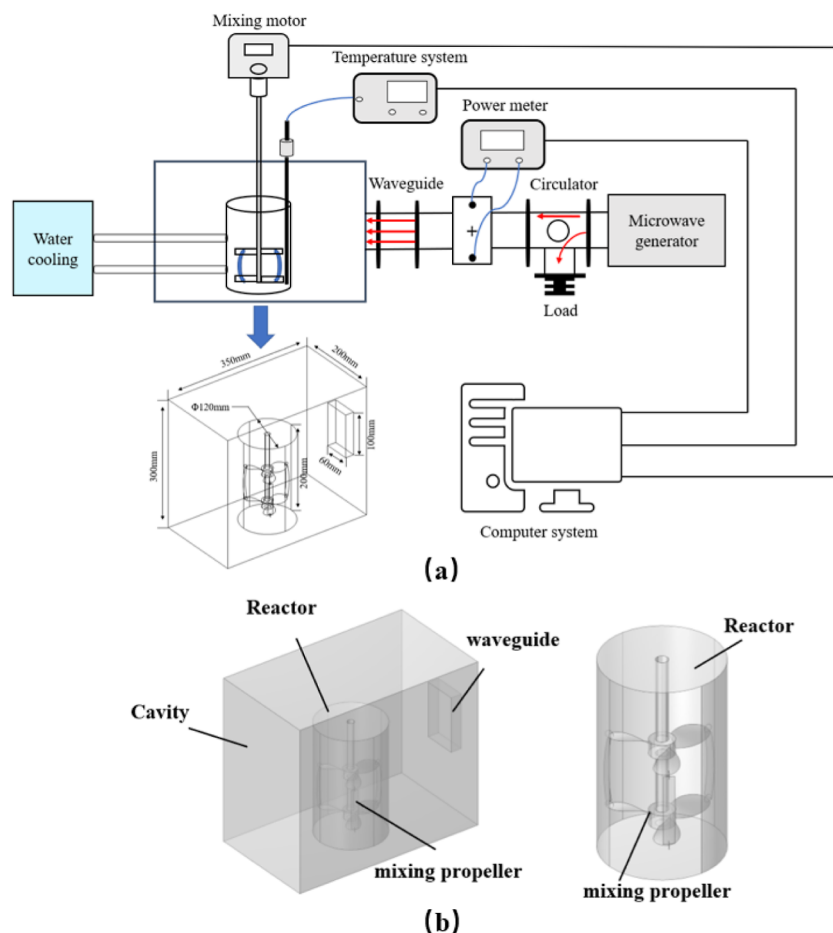 Mixing motor
Temperature system
Power meter
Waveguide
Circulator
Water
cooling
Microwave
generator
Load
350mm
200mm
Φ120mm
300mm
200mm
60mm
100mm
Computer system
(a)
Reactor
waveguide
Reactor
Cavity
mixing propeller
mixing propeller
(b)